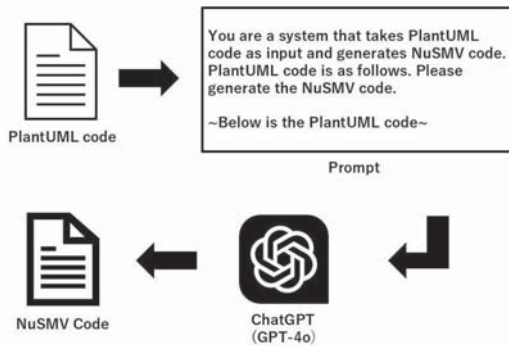 You are a system that takes PlantUML
code as input and generates NuSMV code.
PlantUML code is as follows. Please
generate the NuSMV code.
~Below is the PlantUML code~
PlantUML code
Prompt
NuSMV Code
ChatGPT
(GPT-4o)